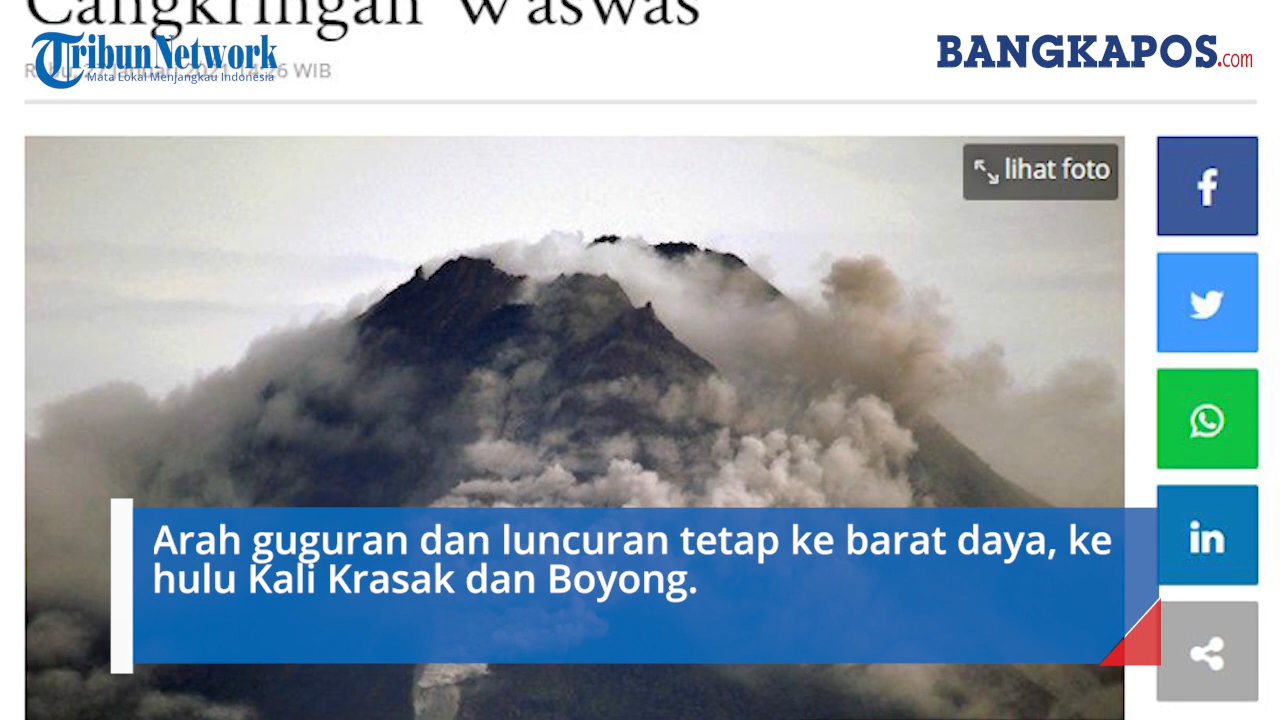 Cangkringan Waswas
TribunNetwork
Mata Lokal Menjangkau Indonesia
WIB
BANGKAPOS.com
lihat foto
Arah guguran dan luncuran tetap ke barat daya, ke
hulu Kali Krasak dan Boyong.